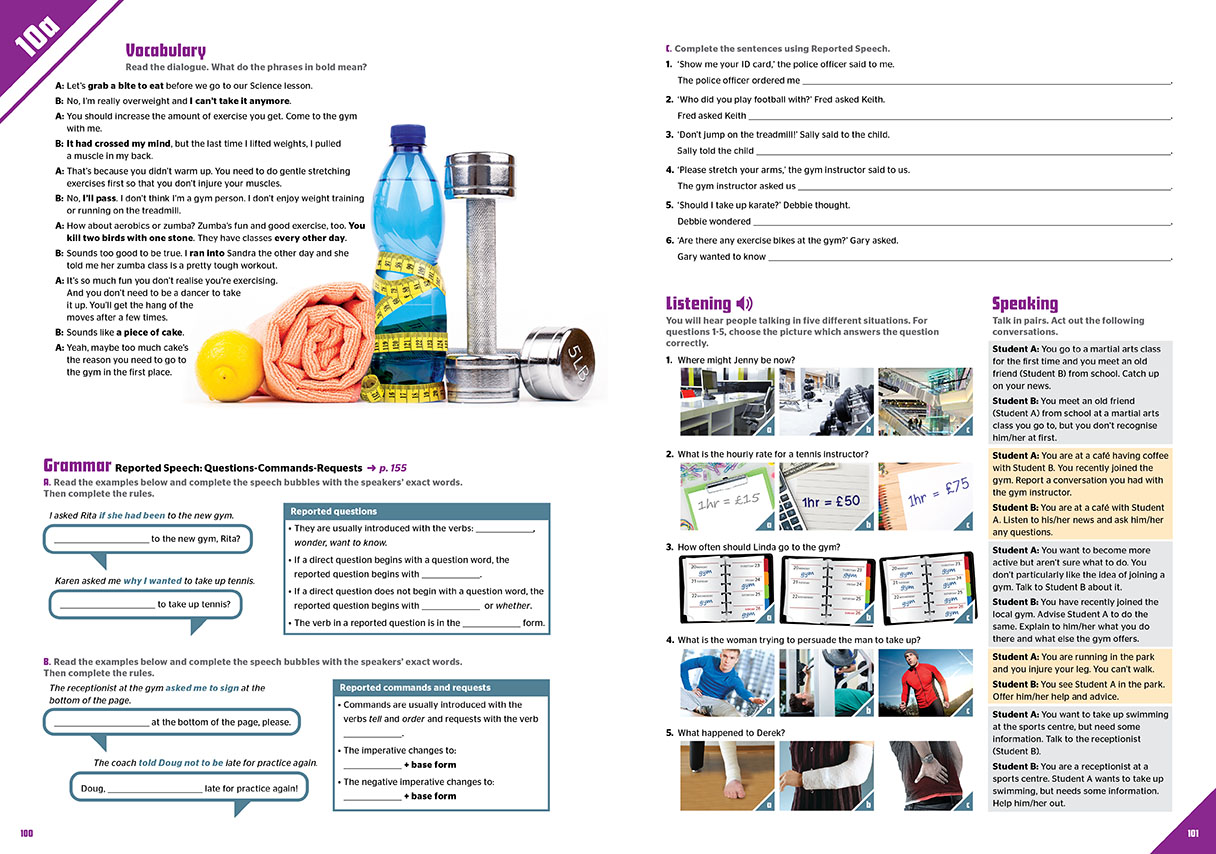 10a
Vocabulary
Read the dialogue. What do the phrases in bold mean?
A: Let's grab a bite to eat before we go to our Science lesson.
B: No, I'm really overweight and I can't take it anymore.
A: You should increase the amount of exercise you get. Come to the gym
with me.
B: It had crossed my mind, but the last time I lifted weights, I pulled
a muscle in my back.
A: That's because you didn't warm up. You need to do gentle stretching
exercises first so that you don't injure your muscles.
B: No, I'll pass. I don't think I'm a gym person. I don't enjoy weight training
or running on the treadmill.
A: How about aerobics or zumba? Zumba's fun and good exercise, too. You
kill two birds with one stone. They have classes every other day.
B: Sounds too good to be true. I ran into Sandra the other day and she
told me her zumba class is a pretty tough workout.
A: It's so much fun you don't realise you're exercising.
And you don't need to be a dancer to take
it up. You'll get the hang of the
moves after a few times.
B: Sounds like a piece of cake.
A: Yeah, maybe too much cake's
the reason you need to go to
the gym in the first place.
5LB
Grammar Reported Speech: Questions-Commands-Requests ➜ p. 155
A. Read the examples below and complete the speech bubbles with the speakers' exact words.
Then complete the rules.
I asked Rita if she had been to the new gym.
____________________ to the new gym, Rita?
Karen asked me why I wanted to take up tennis.
____________________ to take up tennis?
Reported questions
• They are usually introduced with the verbs: ____________,
wonder, want to know.
• If a direct question begins with a question word, the
reported question begins with ____________.
• If a direct question does not begin with a question word, the
reported question begins with ____________ or whether.
• The verb in a reported question is in the ____________ form.
B. Read the examples below and complete the speech bubbles with the speakers' exact words.
Then complete the rules.
The receptionist at the gym asked me to sign at the
bottom of the page.
____________________ at the bottom of the page, please.
The coach told Doug not to be late for practice again.
Doug, ____________________ late for practice again!
Reported commands and requests
• Commands are usually introduced with the
verbs tell and order and requests with the verb
____________.
• The imperative changes to:
____________ + base form
• The negative imperative changes to:
____________ + base form
100
C. Complete the sentences using Reported Speech.
1. 'Show me your ID card,' the police officer said to me.
The police officer ordered me ____________________.
2. 'Who did you play football with?' Fred asked Keith.
Fred asked Keith ____________________.
3. 'Don't jump on the treadmill!' Sally said to the child.
Sally told the child ____________________.
4. 'Please stretch your arms,' the gym instructor said to us.
The gym instructor asked us ____________________.
5. 'Should I take up karate?' Debbie thought.
Debbie wondered ____________________.
6. 'Are there any exercise bikes at the gym?' Gary asked.
Gary wanted to know ____________________.
Listening
You will hear people talking in five different situations. For
questions 1-5, choose the picture which answers the question
correctly.
1. Where might Jenny be now?
a b c
2. What is the hourly rate for a tennis instructor?
1hr = £15 1hr = £50 1hr = £75
a b c
3. How often should Linda go to the gym?
gym gym gym gym gym gym
a b c
4. What is the woman trying to persuade the man to take up?
a b c
5. What happened to Derek?
a b c
Speaking
Talk in pairs. Act out the following
conversations.
Student A: You go to a martial arts class
for the first time and you meet an old
friend (Student B) from school. Catch up
on your news.
Student B: You meet an old friend
(Student A) from school at a martial arts
class you go to, but you don't recognise
him/her at first.
Student A: You are at a café having coffee
with Student B. You recently joined the
gym. Report a conversation you had with
the gym instructor.
Student B: You are at a café with Student
A. Listen to his/her news and ask him/her
any questions.
Student A: You want to become more
active but aren't sure what to do. You
don't particularly like the idea of joining a
gym. Talk to Student B about it.
Student B: You have recently joined the
local gym. Advise Student A to do the
same. Explain to him/her what you do
there and what else the gym offers.
Student A: You are running in the park
and you injure your leg. You can't walk.
Student B: You see Student A in the park.
Offer him/her help and advice.
Student A: You want to take up swimming
at the sports centre, but need some
information. Talk to the receptionist
(Student B).
Student B: You are a receptionist at a
sports centre. Student A wants to take up
swimming, but needs some information.
Help him/her out.
101